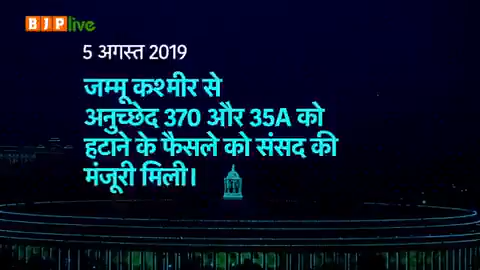 BJP live
5 अगस्त 2019
जम्मू कश्मीर से
अनुच्छेद 370 और 35A को
हटाने के फैसले को संसद की
मंजूरी मिली।